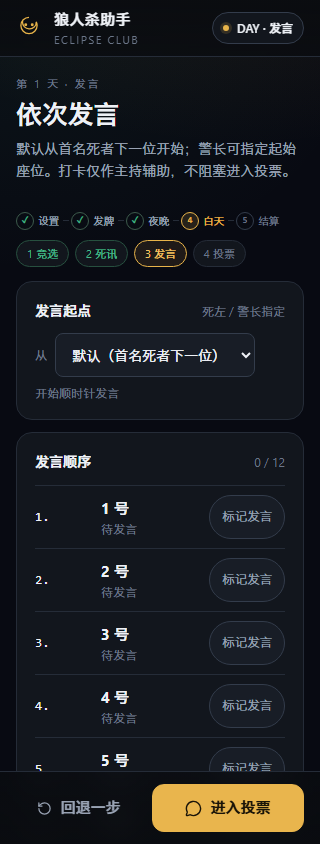 狼人杀助手
ECLIPSE CLUB
DAY · 发言
第 1 天 · 发言
依次发言
默认从首名死者下一位开始；警长可指定起始
座位。打卡仅作主持辅助，不阻塞进入投票。
设置 发牌 夜晚 4 白天 5 结算
1 竞选 2 死讯 3 发言 4 投票
发言起点 死左 / 警长指定
从 默认（首名死者下一位）
开始顺时针发言
发言顺序 0 / 12
1. 1 号 标记发言
待发言
2. 2 号 标记发言
待发言
3. 3 号 标记发言
待发言
4. 4 号 标记发言
待发言
5. 5 号 标记发言
回退一步 进入投票